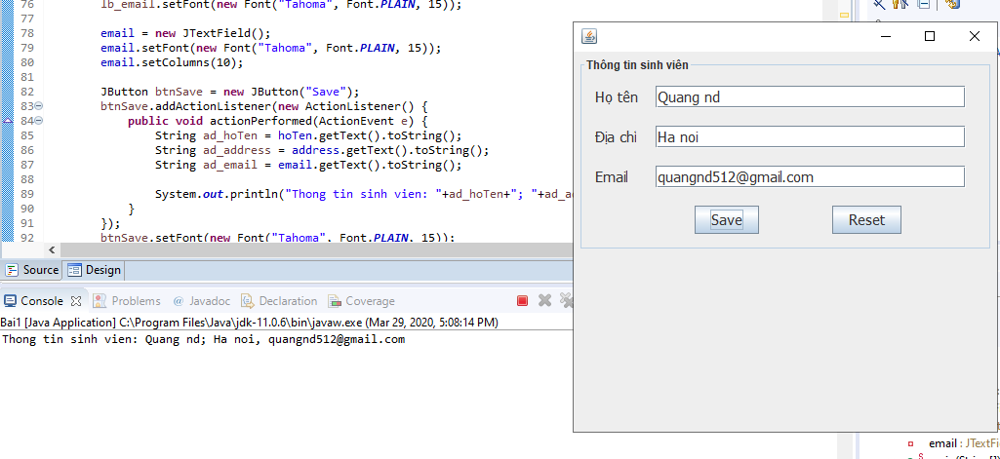 76 lb_email.setFont(new Font("Tahoma", Font.PLAIN, 15));
77
78 email = new JTextField();
79 email.setFont(new Font("Tahoma", Font.PLAIN, 15));
80 email.setColumns(10);
81
82 JButton btnSave = new JButton("Save");
83 btnSave.addActionListener(new ActionListener() {
84 public void actionPerformed(ActionEvent e) {
85 String ad_hoTen = hoTen.getText().toString();
86 String ad_address = address.getText().toString();
87 String ad_email = email.getText().toString();
88
89 System.out.println("Thong tin sinh vien: "+ad_hoTen+"; "+ad_a
90 }
91 });
92 btnSave.setFont(new Font("Tahoma", Font.PLAIN, 15));
Source Design
Console Problems @ Javadoc Declaration Coverage
Bai1 [Java Application] C:\Program Files\Java\jdk-11.0.6\bin\javaw.exe (Mar 29, 2020, 5:08:14 PM)
Thong tin sinh vien: Quang nd; Ha noi, quangnd512@gmail.com
Thông tin sinh viên
Họ tên Quang nd
Địa chỉ Ha noi
Email quangnd512@gmail.com
Save Reset
email : JTextFi